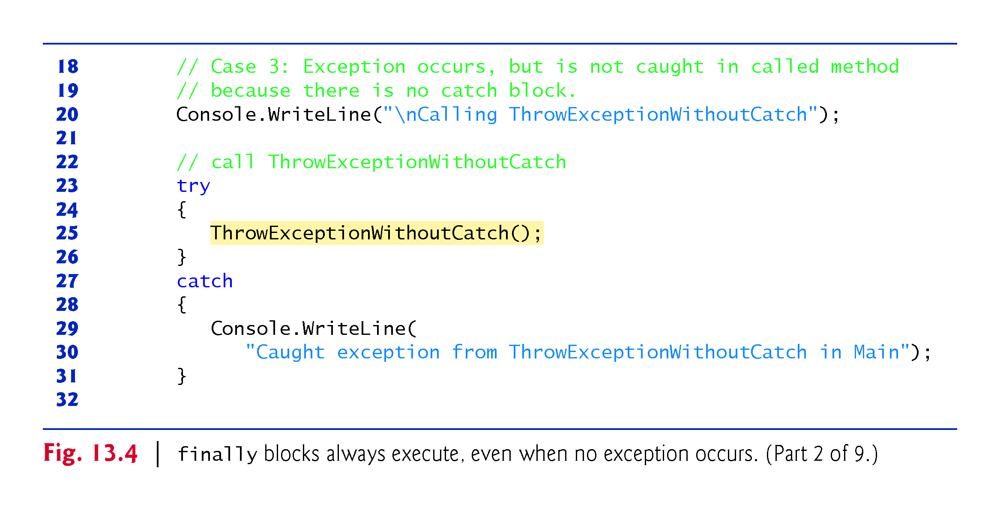 18 // Case 3: Exception occurs, but is not caught in called method
19 // because there is no catch block.
20 Console.WriteLine("\nCalling ThrowExceptionWithoutCatch");
21
22 // call ThrowExceptionWithoutCatch
23 try
24 {
25 ThrowExceptionWithoutCatch();
26 }
27 catch
28 {
29 Console.WriteLine(
30 "Caught exception from ThrowExceptionWithoutCatch in Main");
31 }
32
Fig. 13.4 | finally blocks always execute, even when no exception occurs. (Part 2 of 9.)